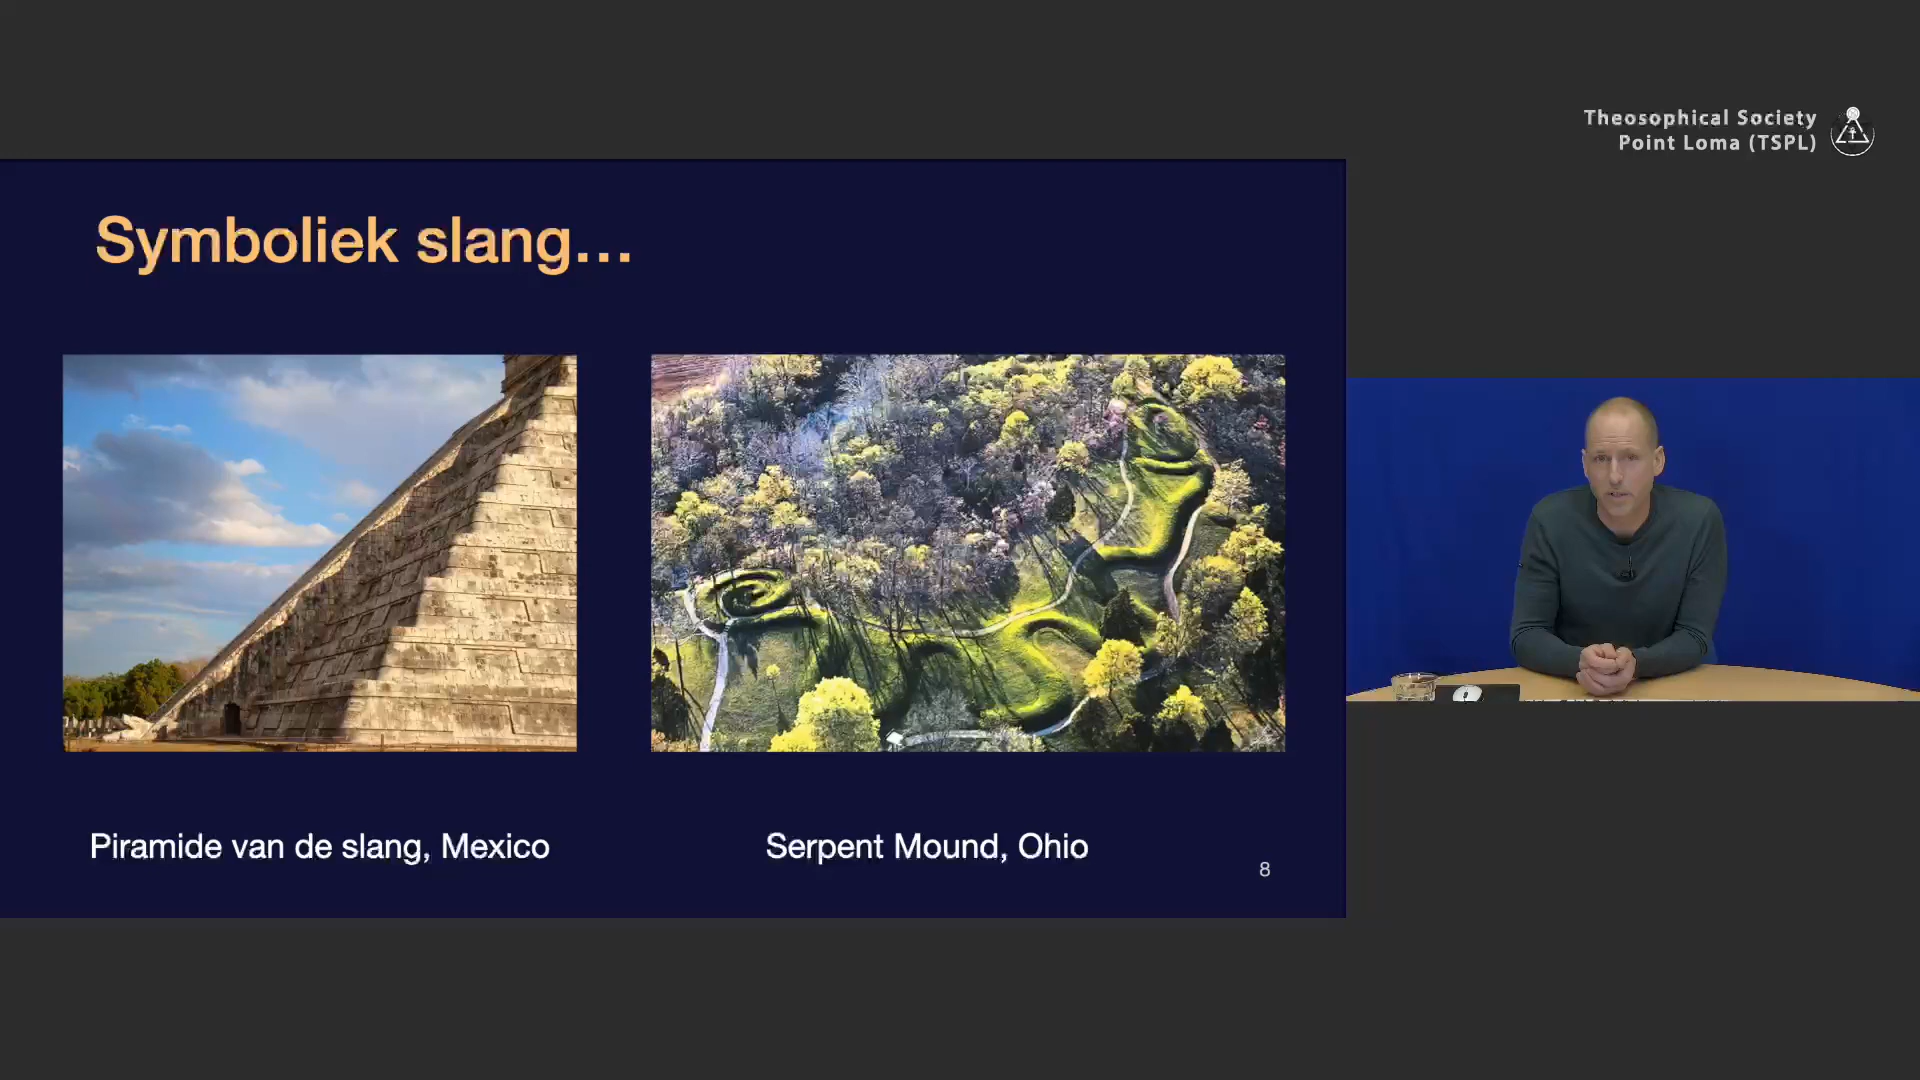 Theosophical Society
Point Loma (TSPL)
Symboliek slang...
Piramide van de slang, Mexico
Serpent Mound, Ohio
8